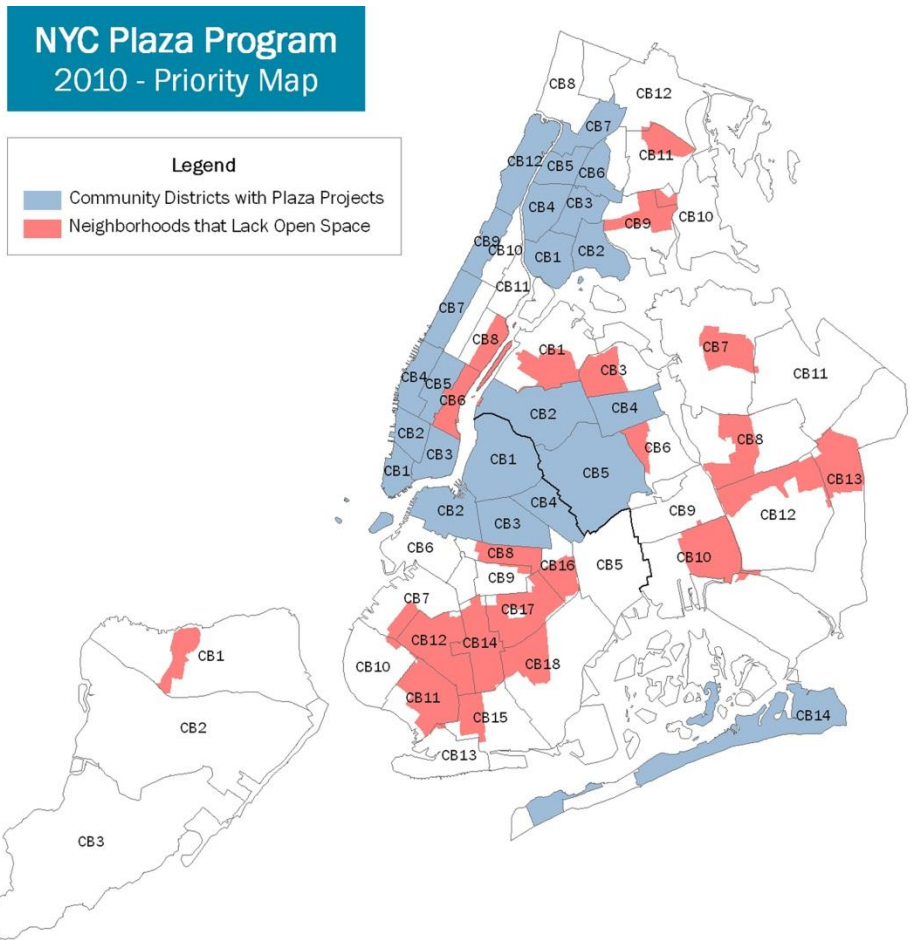 NYC Plaza Program
2010 - Priority Map
Legend
Community Districts with Plaza Projects
Neighborhoods that Lack Open Space
CB8
CB12
CB7
CB12
CB5
CB11
CB6
CB4
CB3
CB9
CB10
CB9
CB10
CB1
CB2
CB11
CB7
CB8
CB1
CB7
CB3
CB11
CB4
CB5
CB6
CB2
CB4
CB2
CB8
CB6
CB3
CB1
CB1
CB5
CB13
CB4
CB2
CB3
CB9
CB12
CB6
CB8
CB16
CB5
CB10
CB9
CB7
CB17
CB12
CB14
CB1
CB10
CB18
CB11
CB15
CB14
CB2
CB13
CB3